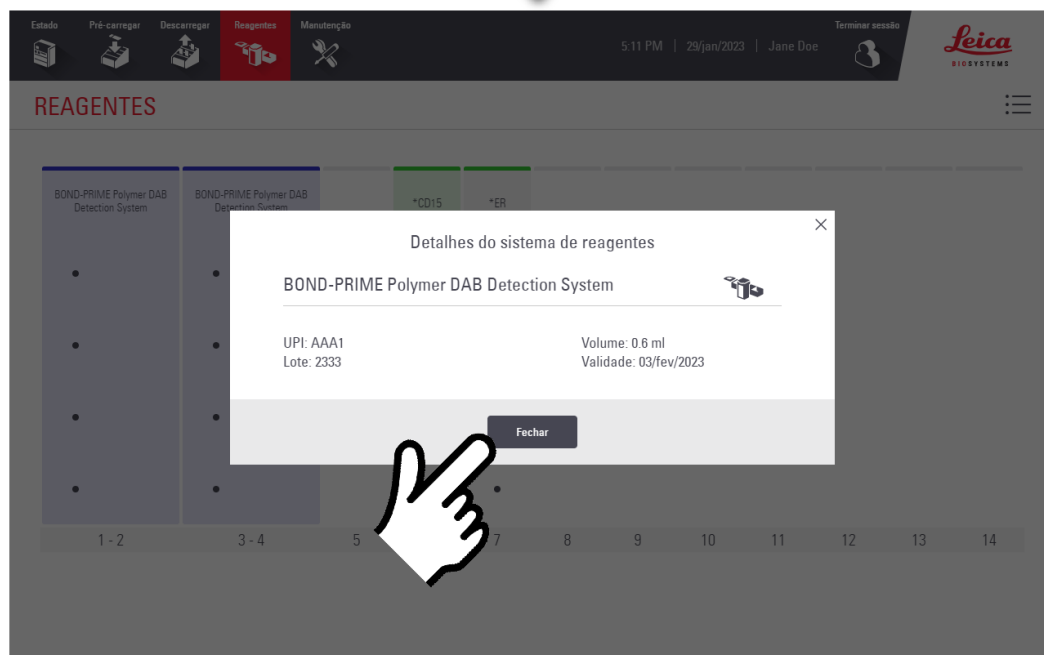 Estado Pré-carregar Descarregar Reagentes Manutenção Terminar sessão
5:11 PM | 29/jan/2023 | Jane Doe
Leica
BIOSYSTEMS
REAGENTES
BOND-PRIME Polymer DAB
Detection System
BOND-PRIME Polymer DAB
Detection System
*CD15
*ER
Detalhes do sistema de reagentes
BOND-PRIME Polymer DAB Detection System
UPI: AAA1
Lote: 2333
Volume: 0.6 ml
Validade: 03/fev/2023
Fechar
1 - 2 3 - 4 5 7 8 9 10 11 12 13 14